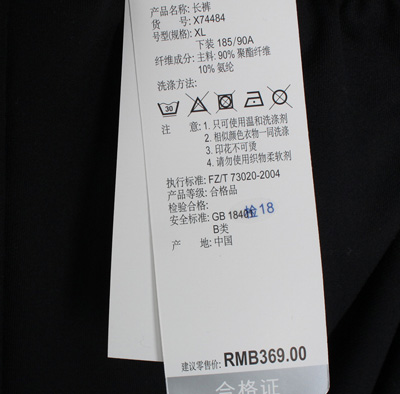 产品名称: 长裤
货 号: X74484
号型(规格): XL
下装 185/90A
纤维成分: 主料: 90% 聚酯纤维
10% 氨纶
洗涤方法:
30
注 意: 1. 只可使用温和洗涤剂
2. 相似颜色衣物一同洗涤
3. 印花不可烫
4. 请勿使用织物柔软剂
执行标准: FZ/T 73020-2004
产品等级: 合格品
检验合格: 检18
安全标准: GB 18401
B类
产 地: 中国
建议零售价: RMB369.00
合格证